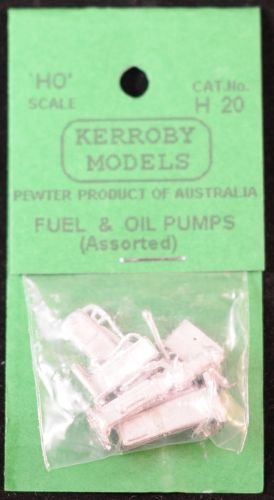 'HO'
SCALE
CAT.No.
H 20
KERROBY
MODELS
PEWTER PRODUCT OF AUSTRALIA
FUEL & OIL PUMPS
(Assorted)